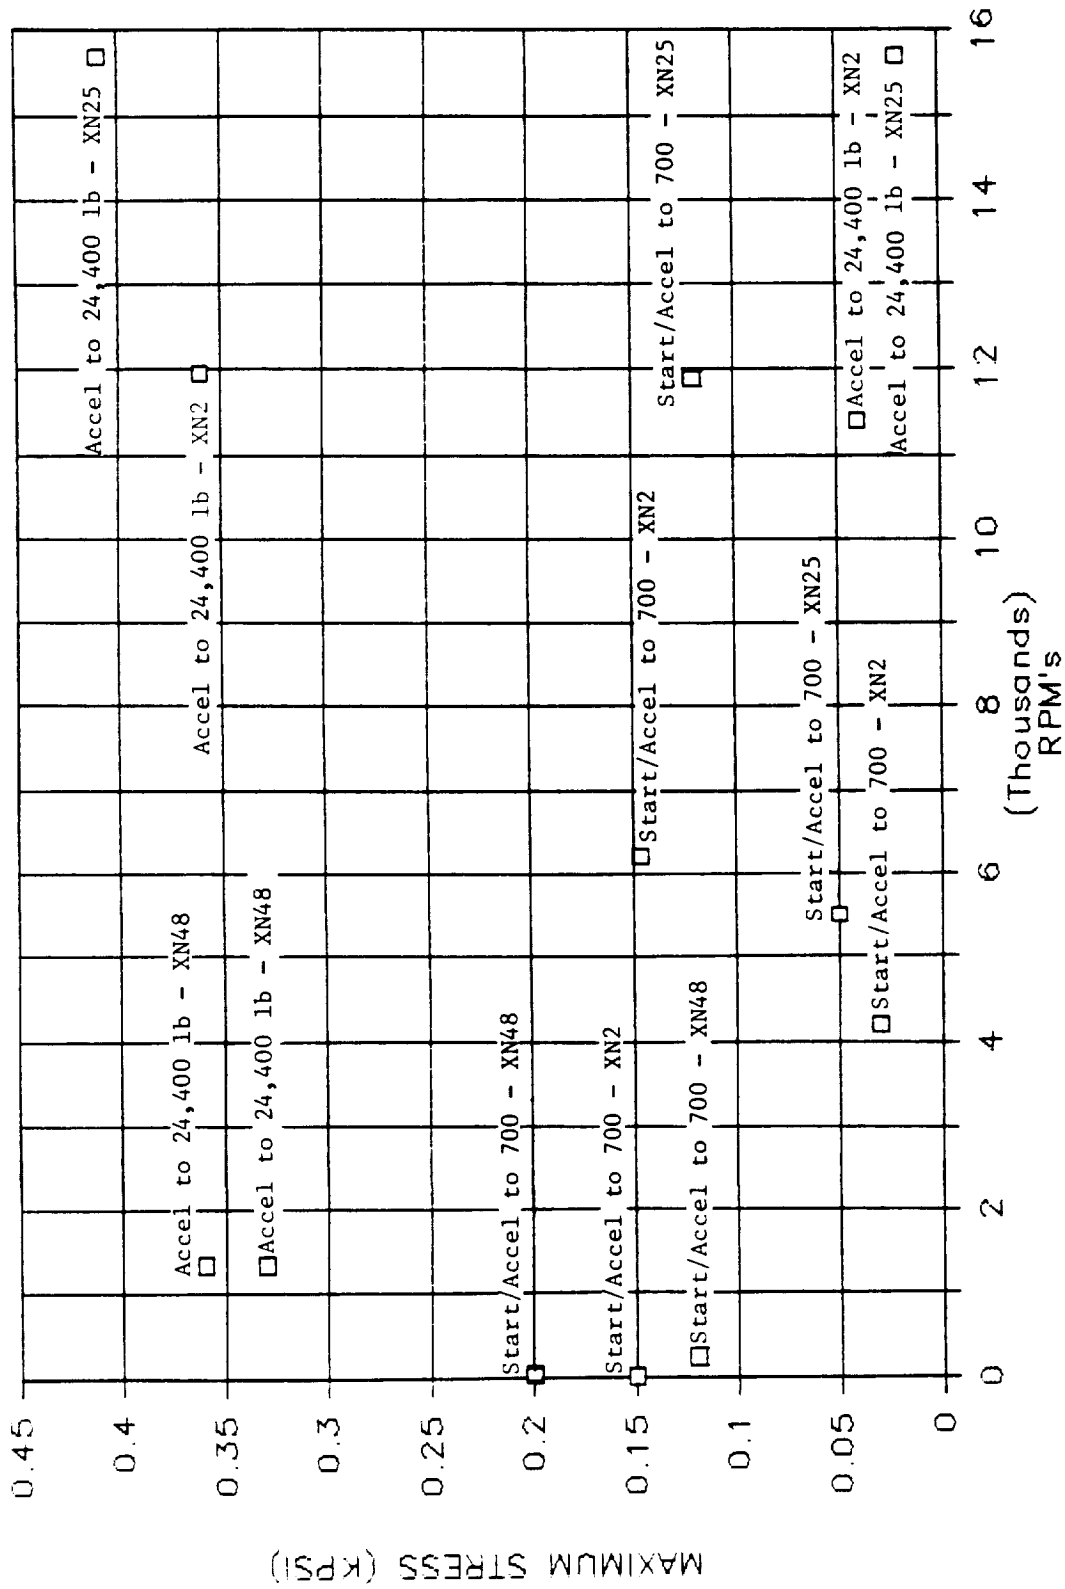 MAXIMUM STRESS (KPSI)
0.45
0.4
0.35
0.3
0.25
0.2
0.15
0.1
0.05
0
Accel to 24,400 lb - XN25
Accel to 24,400 lb - XN48
Accel to 24,400 lb - XN2
Accel to 24,400 lb - XN48
Start/Accel to 700 - XN48
Start/Accel to 700 - XN2
Start/Accel to 700 - XN2
Start/Accel to 700 - XN25
Start/Accel to 700 - XN48
Start/Accel to 700 - XN25
Accel to 24,400 lb - XN2
Start/Accel to 700 - XN2
Accel to 24,400 lb - XN25
0
2
4
6
8
10
12
14
16
(Thousands)
RPM's